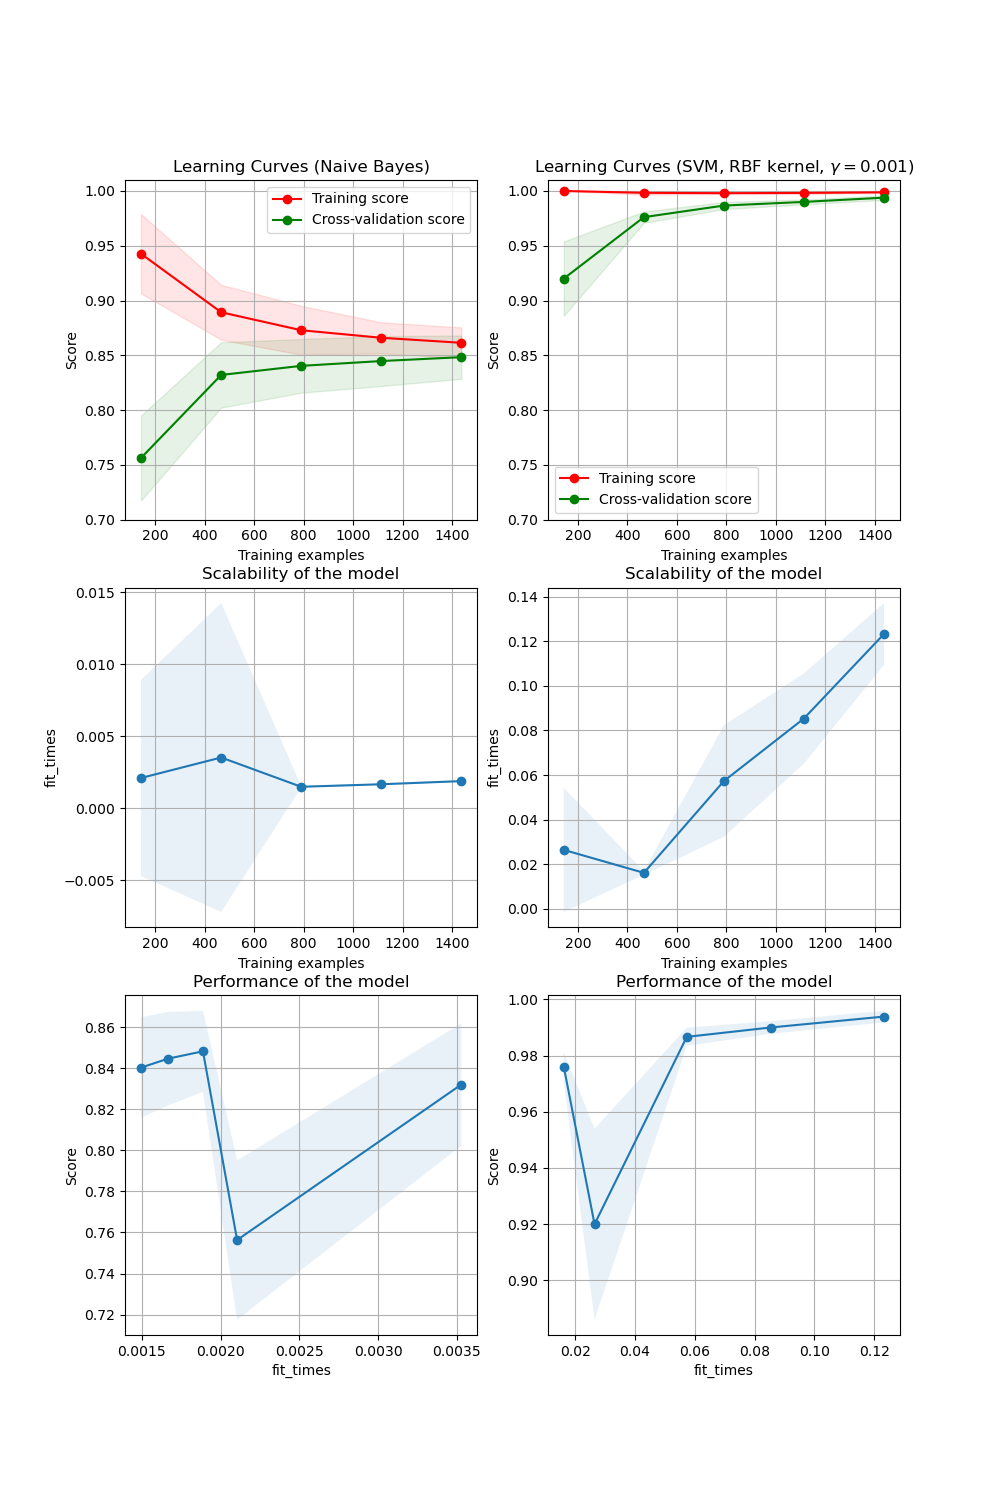 Learning Curves (Naive Bayes)
1.00
0.95
0.90
0.85
0.80
0.75
0.70
Score
Training score
Cross-validation score
200 400 600 800 1000 1200 1400
Training examples
Learning Curves (SVM, RBF kernel, γ = 0.001)
1.00
0.95
0.90
0.85
0.80
0.75
0.70
Score
Training score
Cross-validation score
200 400 600 800 1000 1200 1400
Training examples
Scalability of the model
0.015
0.010
0.005
0.000
−0.005
fit_times
200 400 600 800 1000 1200 1400
Training examples
Scalability of the model
0.14
0.12
0.10
0.08
0.06
0.04
0.02
0.00
fit_times
200 400 600 800 1000 1200 1400
Training examples
Performance of the model
0.86
0.84
0.82
0.80
0.78
0.76
0.74
0.72
Score
0.0015 0.0020 0.0025 0.0030 0.0035
fit_times
Performance of the model
1.00
0.98
0.96
0.94
0.92
0.90
Score
0.02 0.04 0.06 0.08 0.10 0.12
fit_times